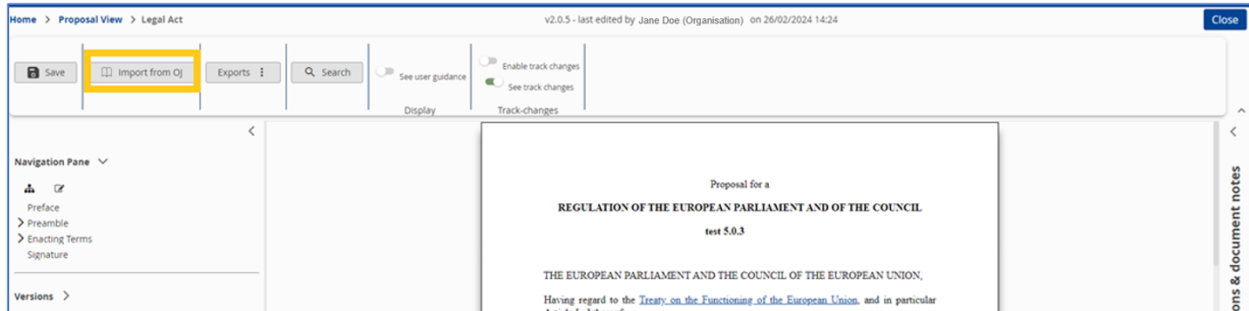 Home > Proposal View > Legal Act
v2.0.5 - last edited by Jane Doe (Organisation) on 26/02/2024 14:24
Close
Save
Import from OJ
Exports
Search
See user guidance
Display
Enable track changes
See track changes
Track-changes
Navigation Pane
Preface
Preamble
Enacting Terms
Signature
Versions
Proposal for a
REGULATION OF THE EUROPEAN PARLIAMENT AND OF THE COUNCIL
test 5.0.3
THE EUROPEAN PARLIAMENT AND THE COUNCIL OF THE EUROPEAN UNION,
Having regard to the Treaty on the Functioning of the European Union, and in particular
& document notes